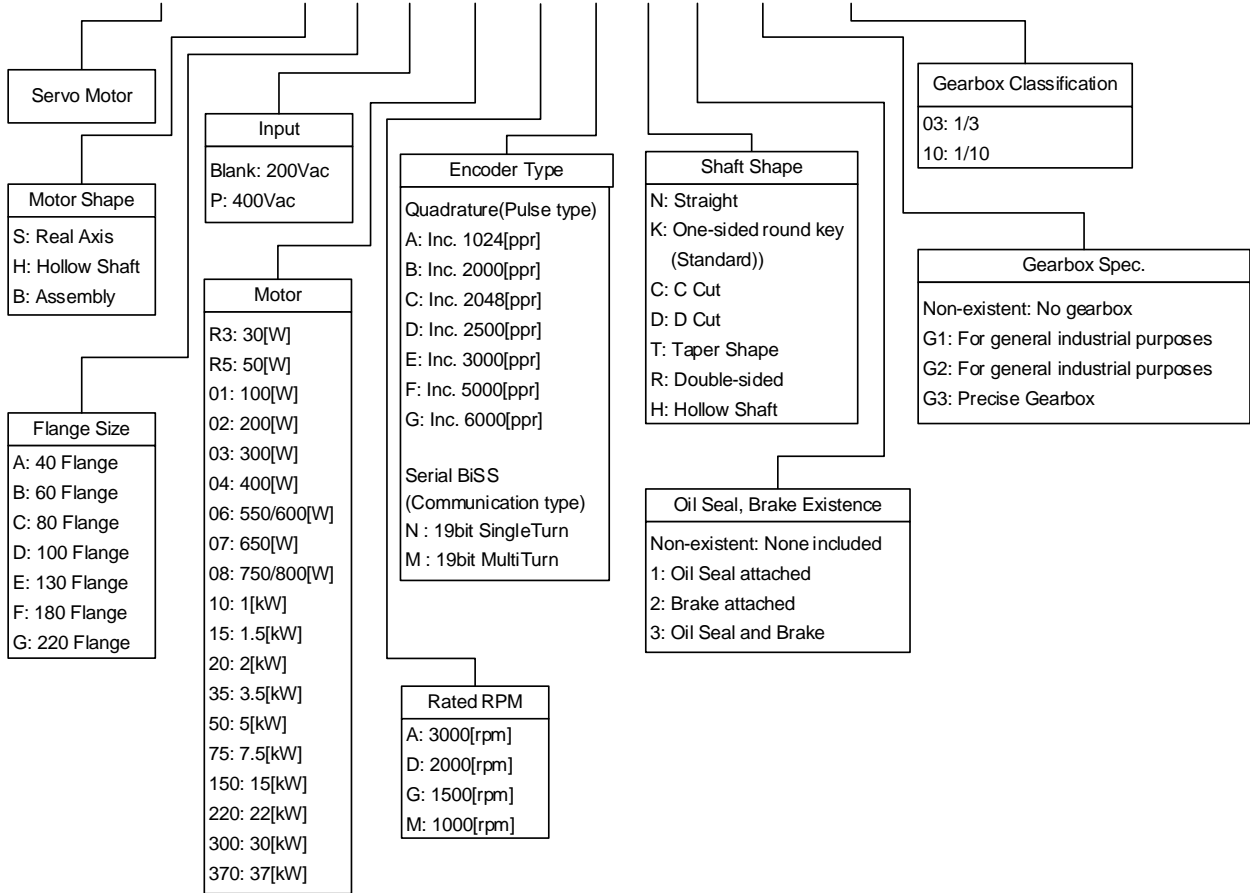 Servo Motor
Motor Shape
S: Real Axis
H: Hollow Shaft
B: Assembly
Flange Size
A: 40 Flange
B: 60 Flange
C: 80 Flange
D: 100 Flange
E: 130 Flange
F: 180 Flange
G: 220 Flange
Input
Blank: 200Vac
P: 400Vac
Motor
R3: 30[W]
R5: 50[W]
01: 100[W]
02: 200[W]
03: 300[W]
04: 400[W]
06: 550/600[W]
07: 650[W]
08: 750/800[W]
10: 1[kW]
15: 1.5[kW]
20: 2[kW]
35: 3.5[kW]
50: 5[kW]
75: 7.5[kW]
150: 15[kW]
220: 22[kW]
300: 30[kW]
370: 37[kW]
Encoder Type
Quadrature(Pulse type)
A: Inc. 1024[ppr]
B: Inc. 2000[ppr]
C: Inc. 2048[ppr]
D: Inc. 2500[ppr]
E: Inc. 3000[ppr]
F: Inc. 5000[ppr]
G: Inc. 6000[ppr]
Serial BiSS
(Communication type)
N : 19bit SingleTurn
M : 19bit MultiTurn
Rated RPM
A: 3000[rpm]
D: 2000[rpm]
G: 1500[rpm]
M: 1000[rpm]
Shaft Shape
N: Straight
K: One-sided round key
(Standard))
C: C Cut
D: D Cut
T: Taper Shape
R: Double-sided
H: Hollow Shaft
Oil Seal, Brake Existence
Non-existent: None included
1: Oil Seal attached
2: Brake attached
3: Oil Seal and Brake
Gearbox Classification
03: 1/3
10: 1/10
Gearbox Spec.
Non-existent: No gearbox
G1: For general industrial purposes
G2: For general industrial purposes
G3: Precise Gearbox